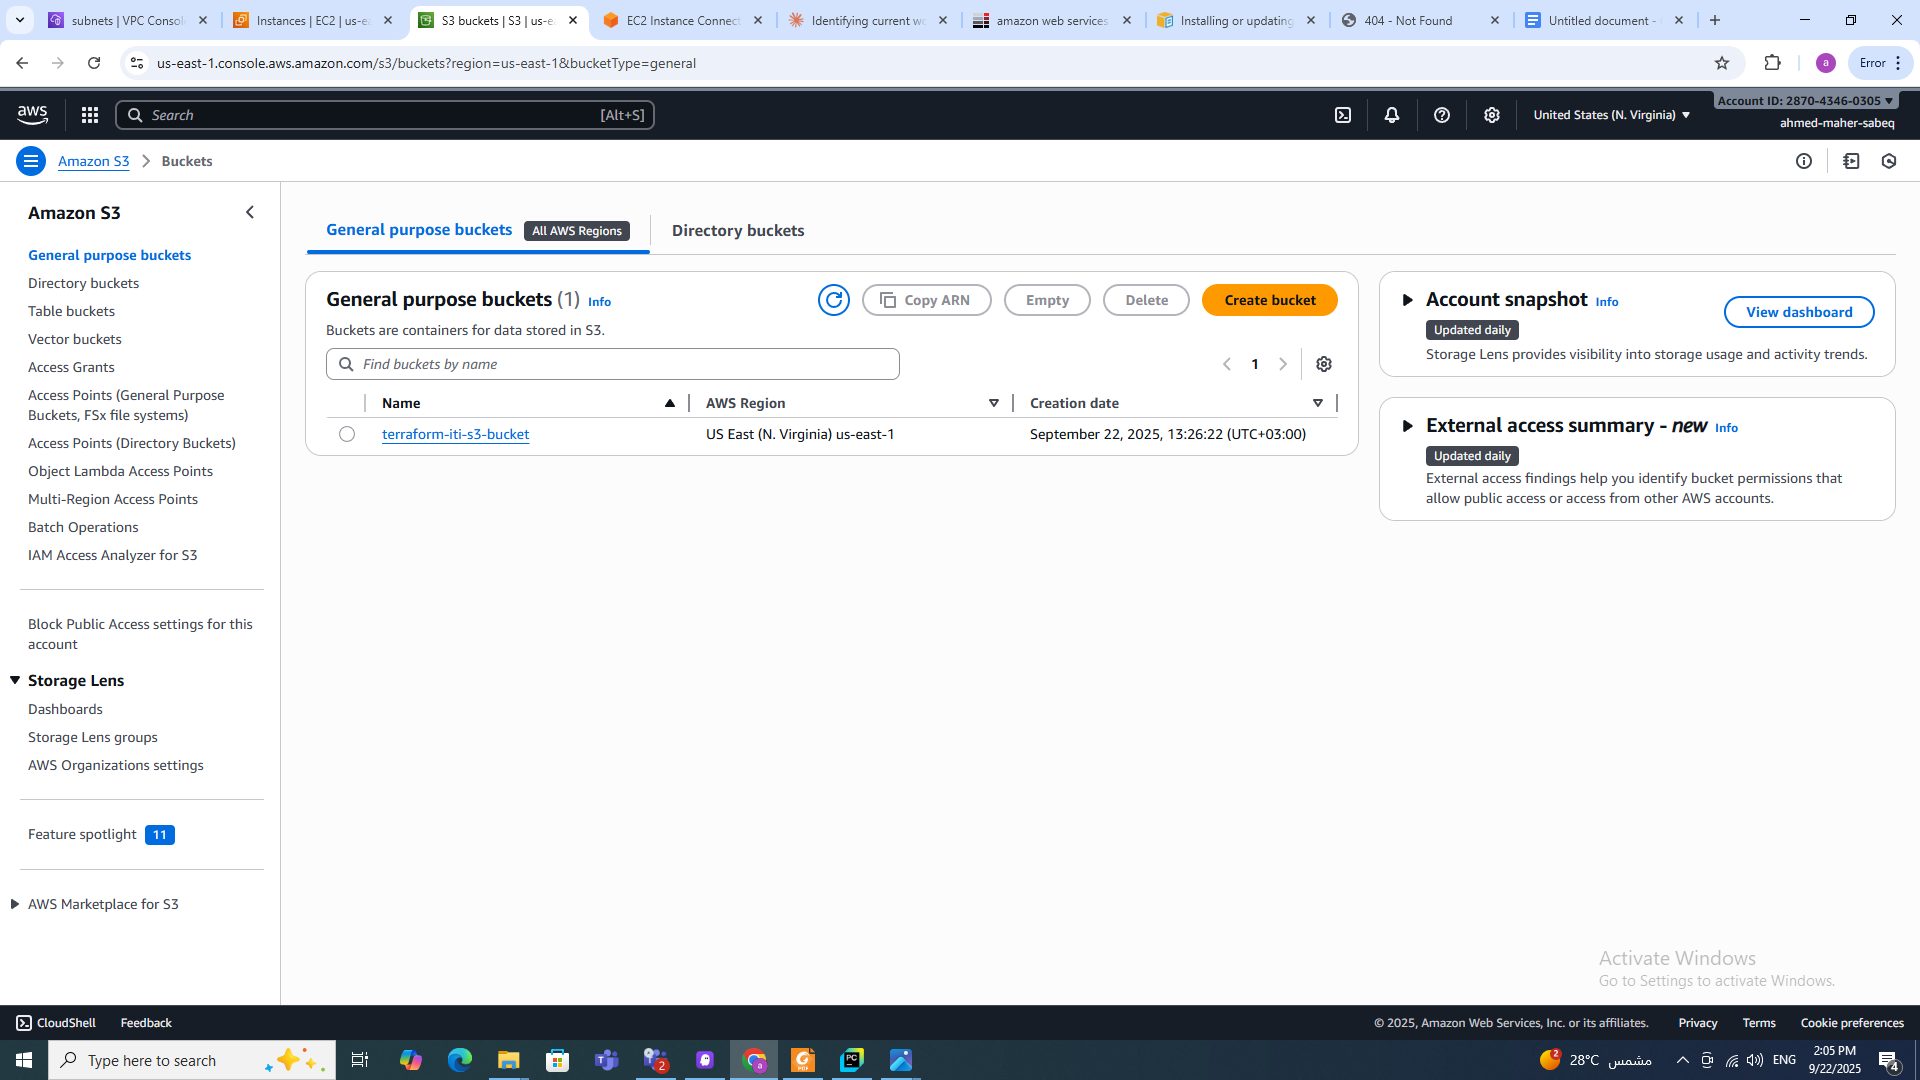 subnets | VPC Consol
Instances | EC2 | us-ea
S3 buckets | S3 | us-ea
EC2 Instance Connect
Identifying current wo
amazon web services
Installing or updating
404 - Not Found
Untitled document -
us-east-1.console.aws.amazon.com/s3/buckets?region=us-east-1&bucketType=general
a
Error
aws
Search
[Alt+S]
United States (N. Virginia)
Account ID: 2870-4346-0305
ahmed-maher-sabeq
Amazon S3
Buckets
Amazon S3
General purpose buckets
Directory buckets
Table buckets
Vector buckets
Access Grants
Access Points (General Purpose
Buckets, FSx file systems)
Access Points (Directory Buckets)
Object Lambda Access Points
Multi-Region Access Points
Batch Operations
IAM Access Analyzer for S3
Block Public Access settings for this
account
Storage Lens
Dashboards
Storage Lens groups
AWS Organizations settings
Feature spotlight 11
AWS Marketplace for S3
General purpose buckets All AWS Regions
Directory buckets
General purpose buckets (1) Info
Copy ARN
Empty
Delete
Create bucket
Buckets are containers for data stored in S3.
Find buckets by name
1
Name
AWS Region
Creation date
terraform-iti-s3-bucket
US East (N. Virginia) us-east-1
September 22, 2025, 13:26:22 (UTC+03:00)
Account snapshot Info
View dashboard
Updated daily
Storage Lens provides visibility into storage usage and activity trends.
External access summary - new Info
Updated daily
External access findings help you identify bucket permissions that
allow public access or access from other AWS accounts.
Activate Windows
Go to Settings to activate Windows.
CloudShell
Feedback
© 2025, Amazon Web Services, Inc. or its affiliates.
Privacy
Terms
Cookie preferences
Type here to search
2
a
PDF
PC
2
28°C مشمس
ENG
2:05 PM
9/22/2025
4